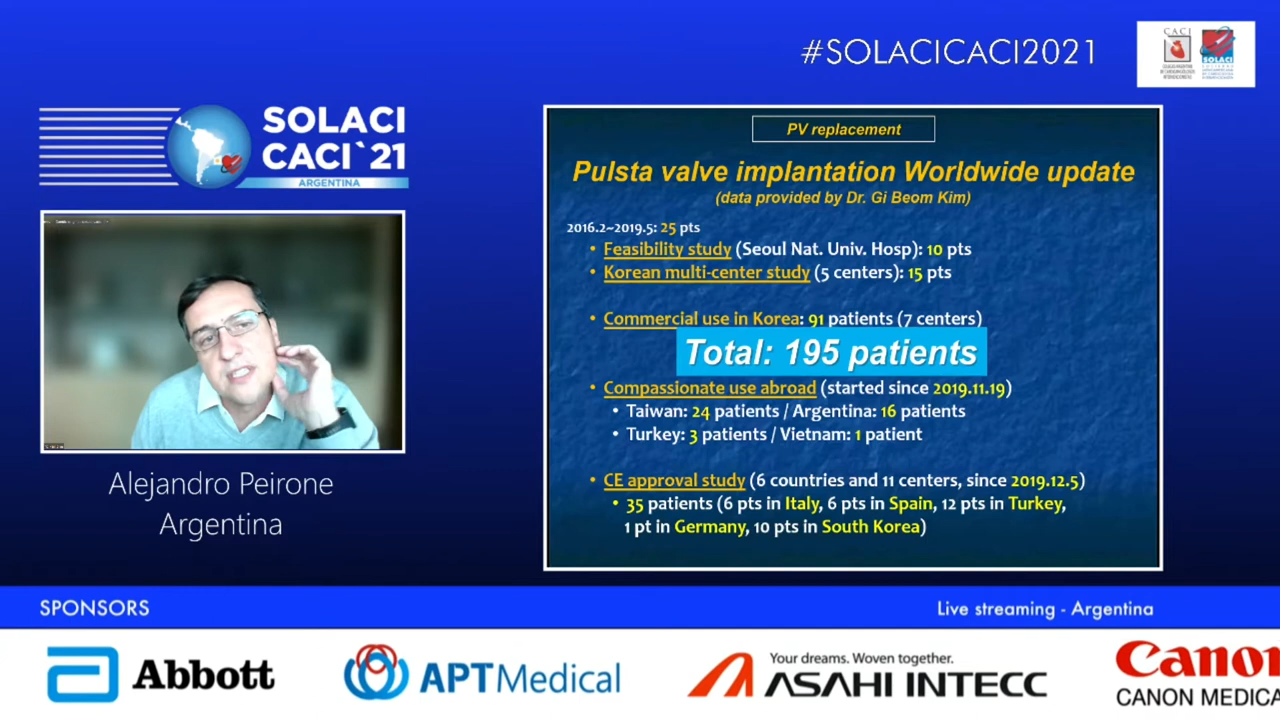 #SOLACICACI2021
CACI
SOLACI
SOLACI
CACI`21
ARGENTINA
Alejandro Peirone
Argentina
PV replacement
Pulsta valve implantation Worldwide update
(data provided by Dr. Gi Beom Kim)
2016.2~2019.5: 25 pts
• Feasibility study (Seoul Nat. Univ. Hosp): 10 pts
• Korean multi-center study (5 centers): 15 pts
Commercial use in Korea: 91 patients (7 centers)
Total: 195 patients
• Compassionate use abroad (started since 2019.11.19)
• Taiwan: 24 patients / Argentina: 16 patients
• Turkey: 3 patients / Vietnam: 1 patient
• CE approval study (6 countries and 11 centers, since 2019.12.5)
• 35 patients (6 pts in Italy, 6 pts in Spain, 12 pts in Turkey,
1 pt in Germany, 10 pts in South Korea)
SPONSORS
Live streaming - Argentina
Abbott
APTMedical
Your dreams. Woven together.
ASAHI INTECC
Canon
CANON MEDICA